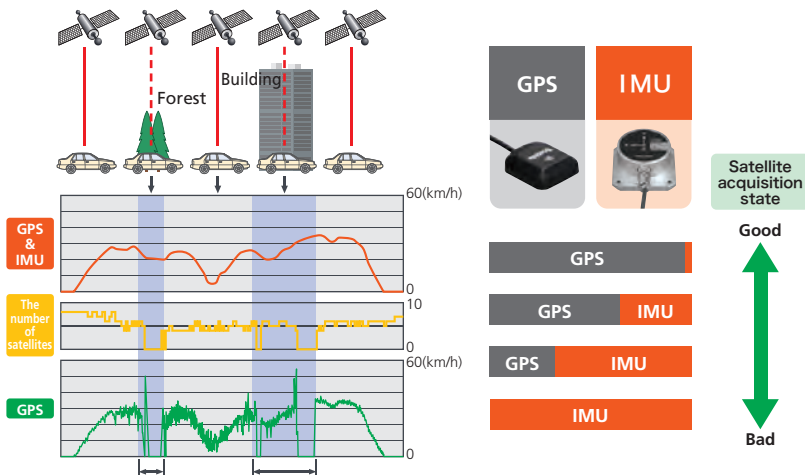 Forest
Building
GPS
&
IMU
60(km/h)
0
The
number
of
satellites
10
0
GPS
60(km/h)
0
GPS
IMU
Satellite
acquisition
state
Good
GPS
GPS
IMU
GPS
IMU
IMU
Bad